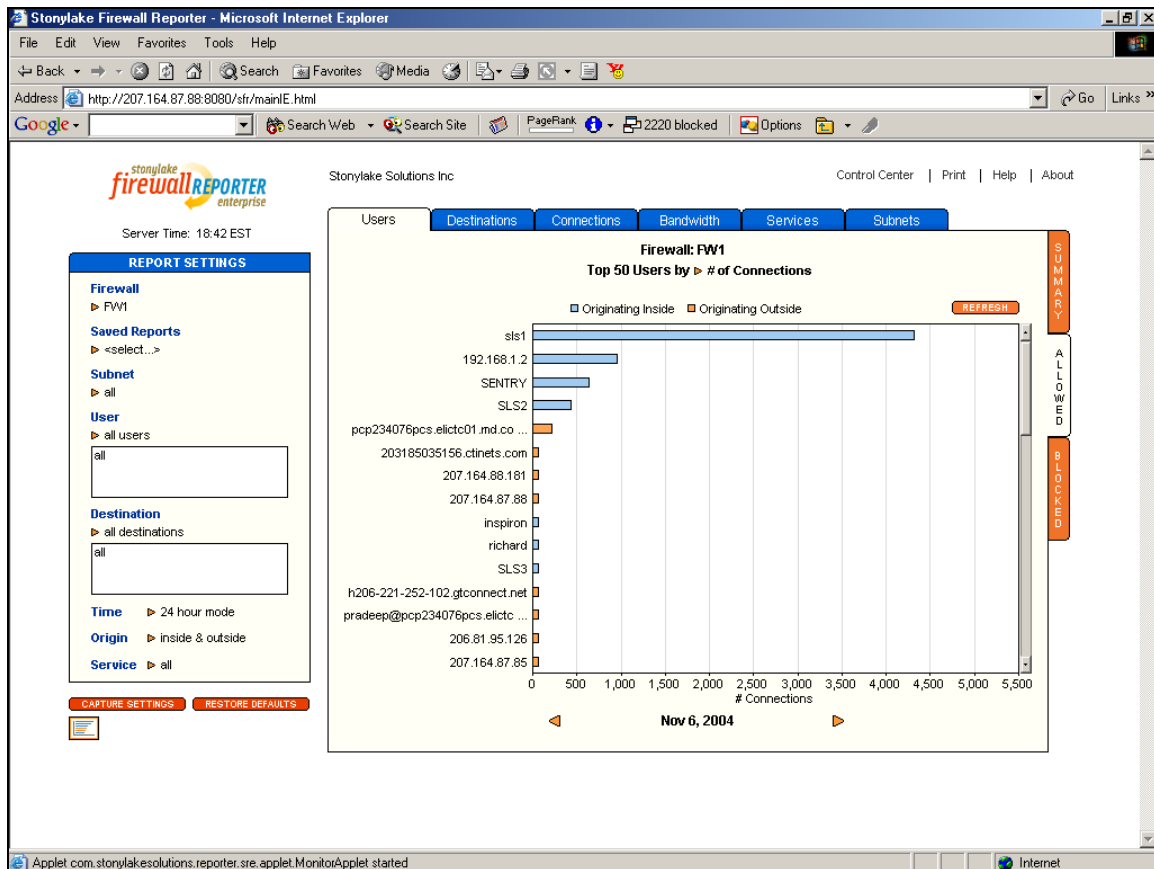 Stonylake Firewall Reporter - Microsoft Internet Explorer
File Edit View Favorites Tools Help
Back Search Favorites Media
Address http://207.164.87.88:8080/sfr/mainIE.html Go Links »
Google Search Web Search Site PageRank 2220 blocked Options
stonylake
firewall REPORTER
enterprise
Stonylake Solutions Inc
Control Center | Print | Help | About
Server Time: 18:42 EST
Users Destinations Connections Bandwidth Services Subnets
REPORT SETTINGS
Firewall
FW1
Saved Reports
<select...>
Subnet
all
User
all users
all
Destination
all destinations
all
Time 24 hour mode
Origin inside & outside
Service all
CAPTURE SETTINGS RESTORE DEFAULTS
Firewall: FW1
Top 50 Users by # of Connections
Originating Inside Originating Outside
REFRESH
sls1
192.168.1.2
SENTRY
SLS2
pcp234076pcs.elictc01.md.co ...
203185035156.ctinets.com
207.164.88.181
207.164.87.88
inspiron
richard
SLS3
h206-221-252-102.gtconnect.net
pradeep@pcp234076pcs.elictc ...
206.81.95.126
207.164.87.85
0 500 1,000 1,500 2,000 2,500 3,000 3,500 4,000 4,500 5,000 5,500
# Connections
Nov 6, 2004
SUMMARY
ALLOWED
BLOCKED
Applet com.stonylakesolutions.reporter.sre.applet.MonitorApplet started
Internet